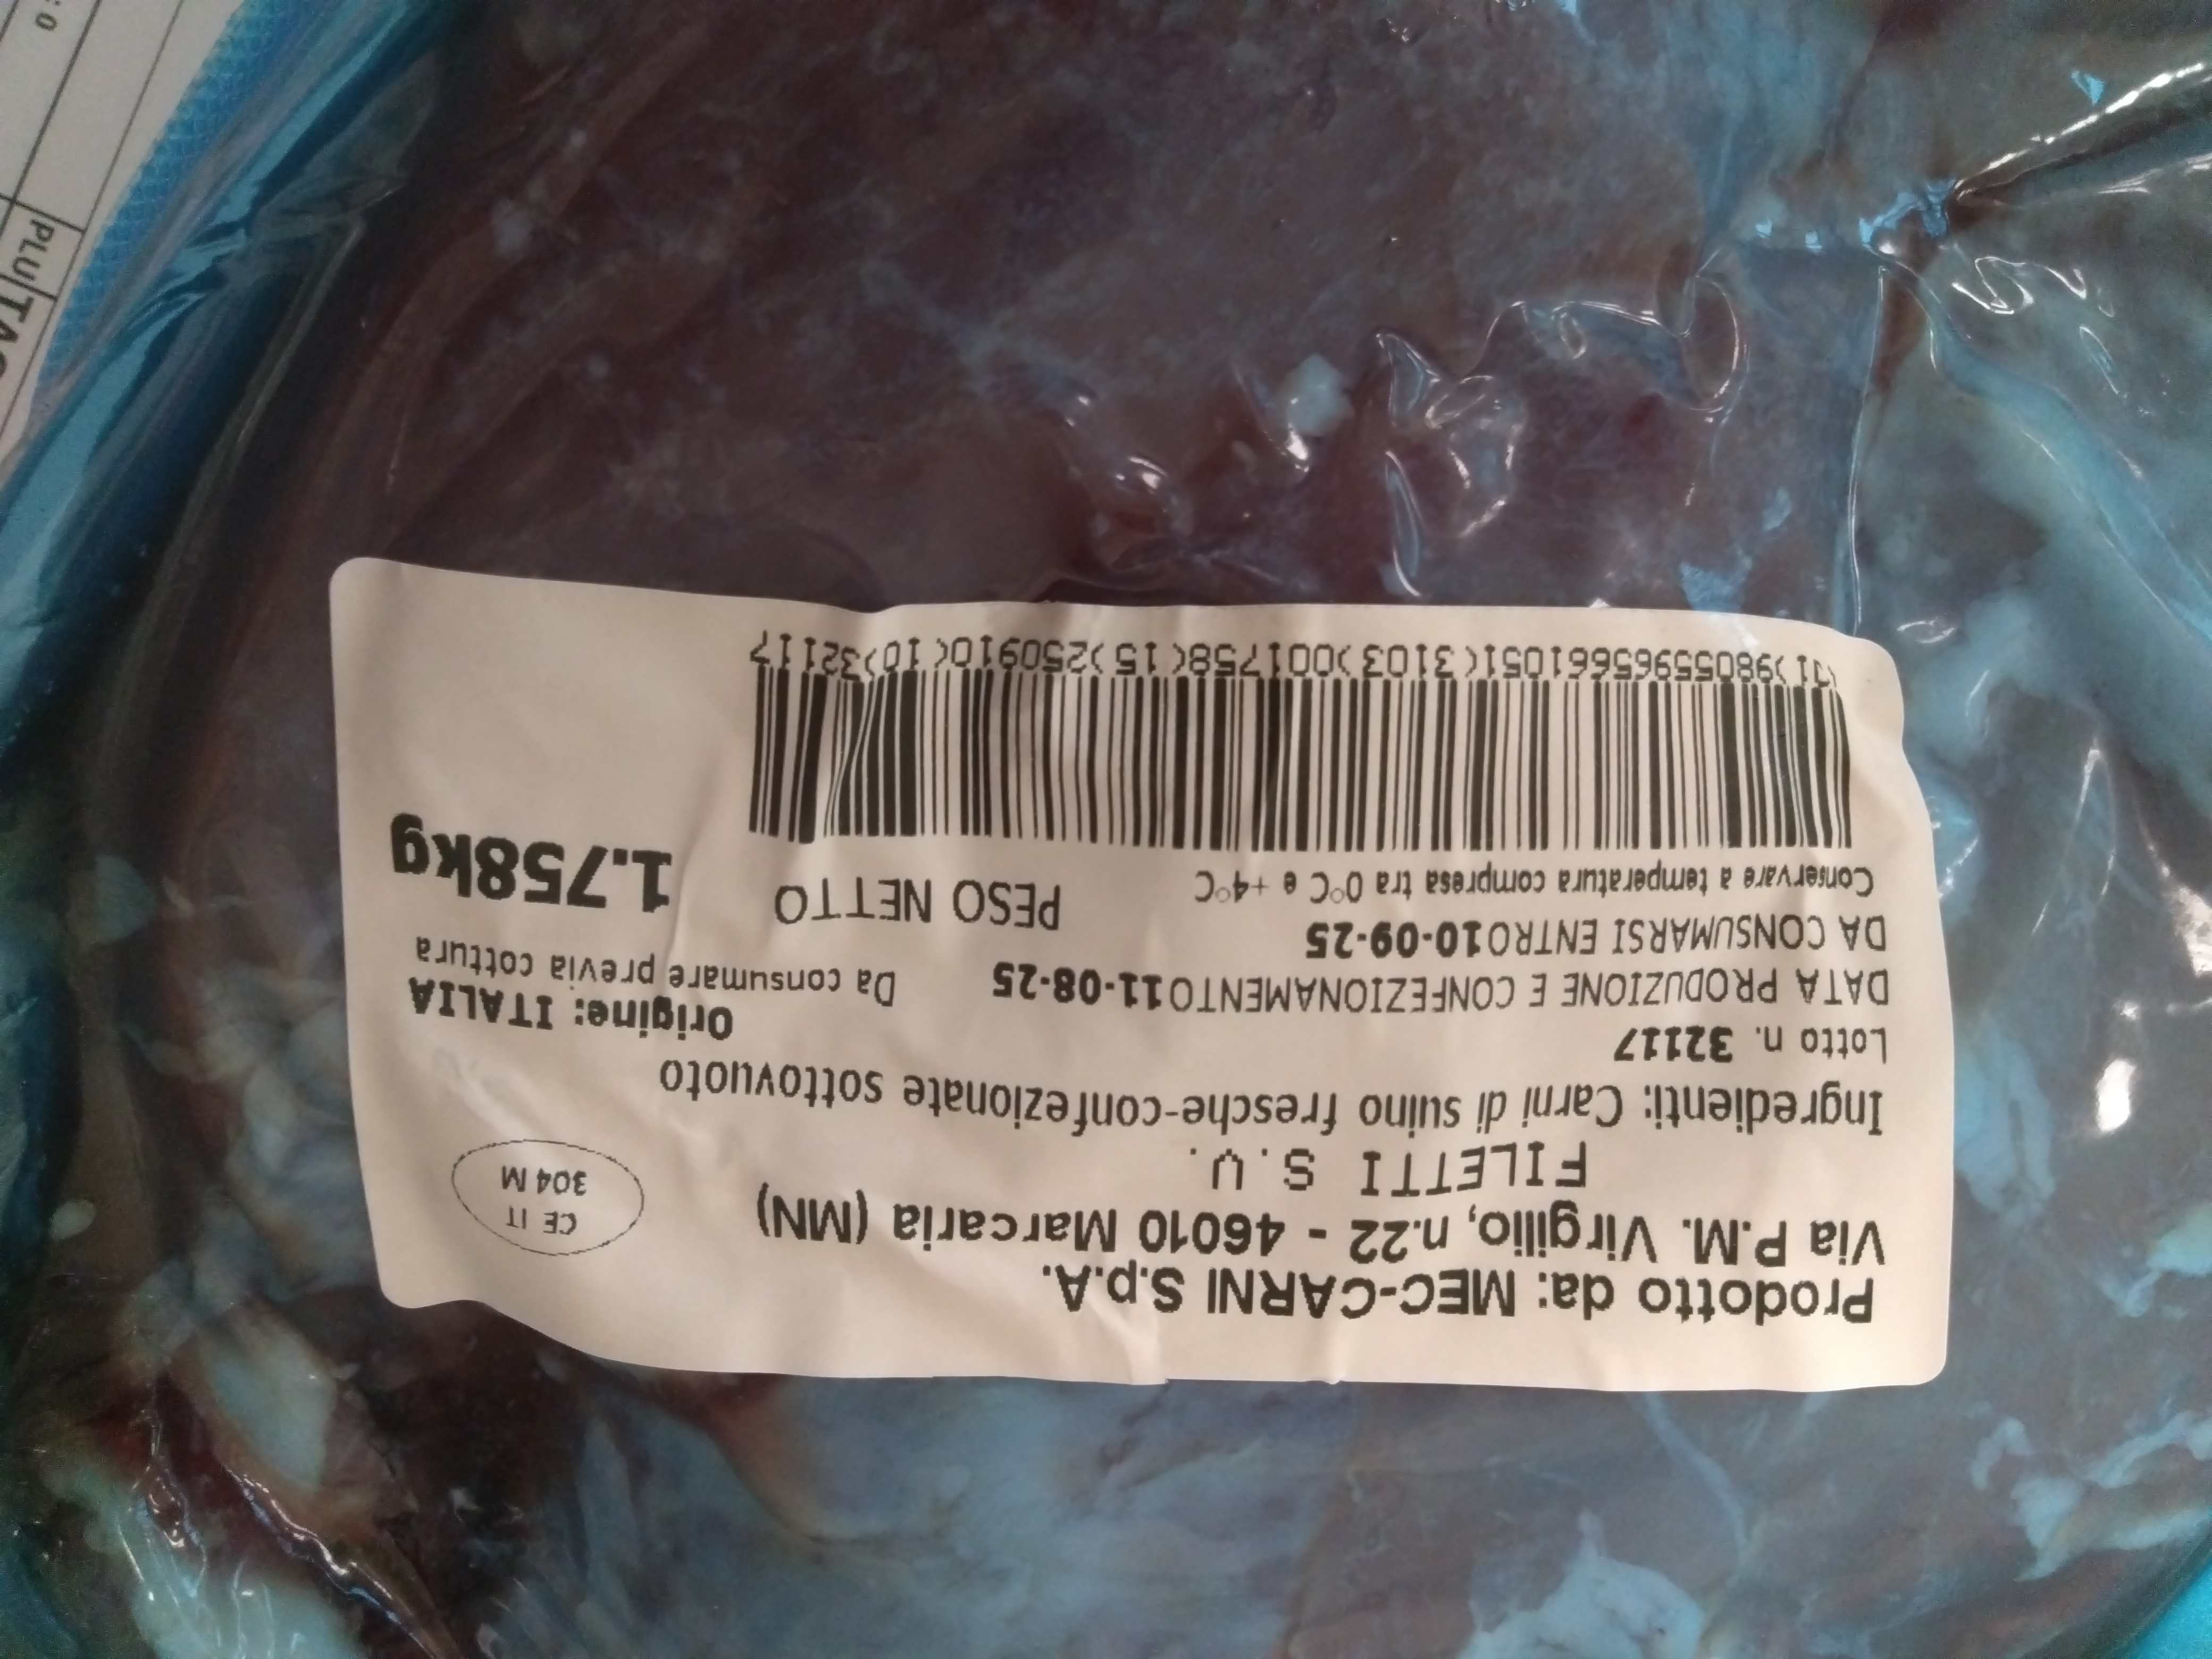 Prodotto da: MEC-CARNI S.p.A.
Via P.M. Virgilio, n.22 - 46010 Marcaria (MN)
CE IT
304 M
FILETTI S.V.
Ingredienti: Carni di suino fresche-confezionate sottovuoto
Lotto n. 32117
Origine: ITALIA
DATA PRODUZIONE E CONFEZIONAMENTO 11-08-25
Da consumare previa cottura
DA CONSUMARSI ENTRO 10-09-25
PESO NETTO 1.758kg
Conservare a temperatura compresa tra 0°C e +4°C
3103)001758(15)250910(10)32117
PLU